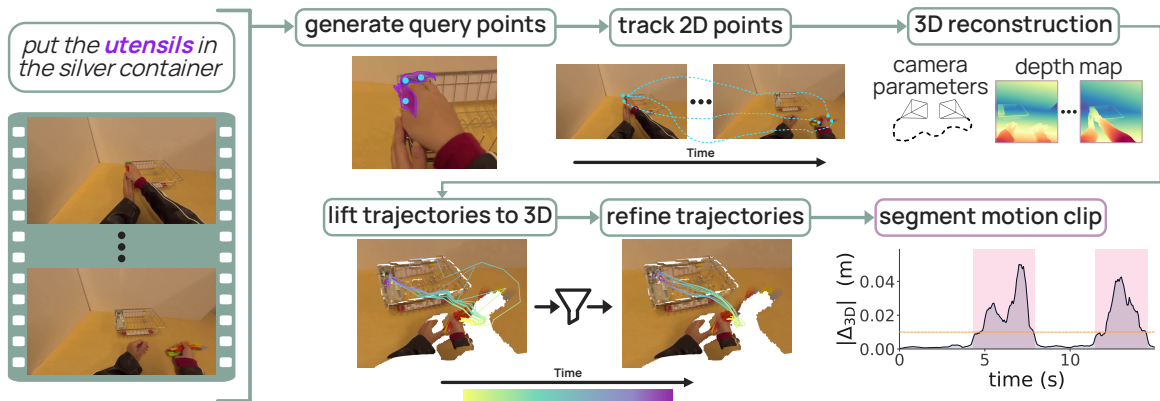 put the utensils in
the silver container
generate query points
track 2D points
3D reconstruction
camera
parameters
depth map
Time
lift trajectories to 3D
refine trajectories
segment motion clip
Time
|Δ3D| (m)
0.04
0.02
0.00
0
5
10
time (s)